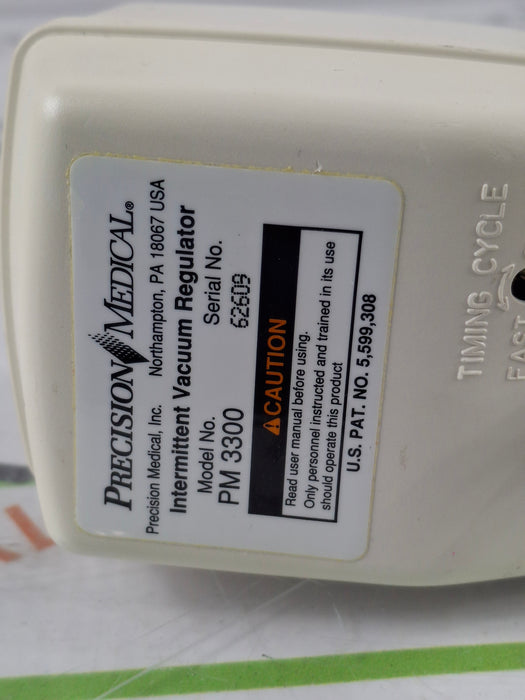 PRECISION MEDICAL®
Precision Medical, Inc. Northampton, PA 18067 USA
Intermittent Vacuum Regulator
Model No. Serial No.
PM 3300 62609
CAUTION
Read user manual before using.
Only personnel instructed and trained in its use
should operate this product
U.S. PAT. NO. 5,599,308
TIMING CYCLE
FAST